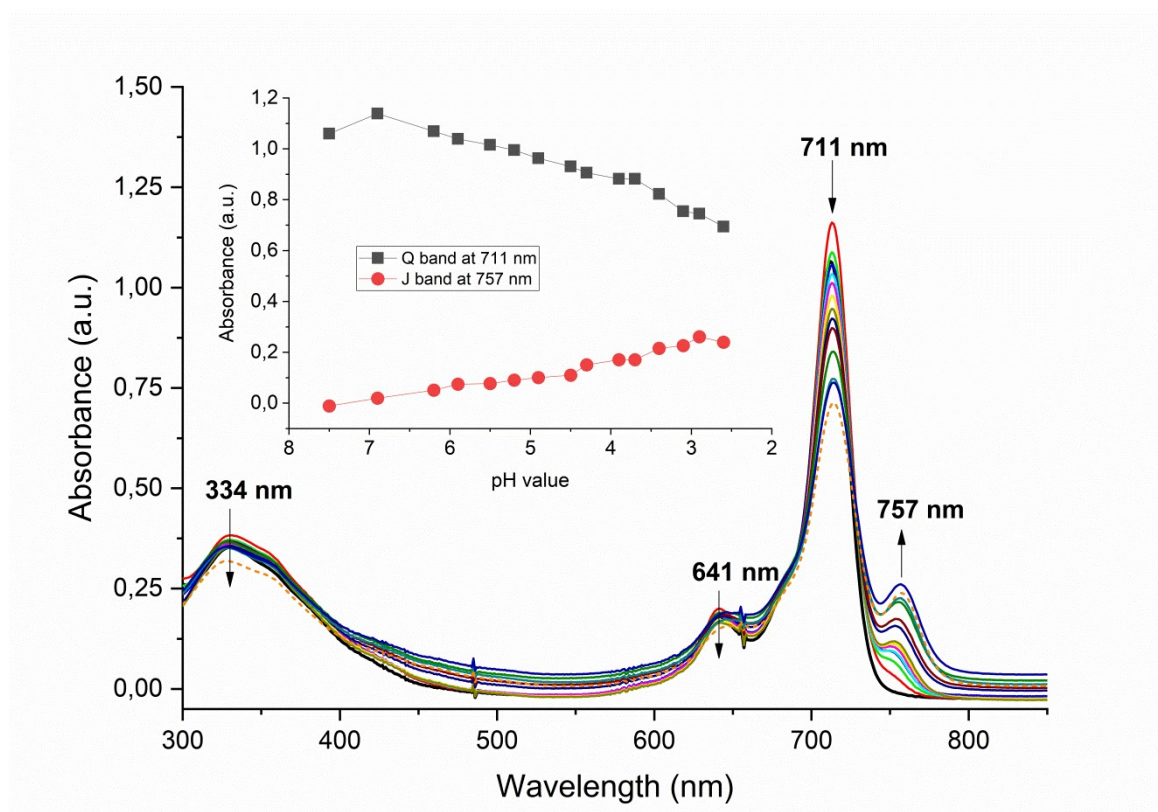 1,50
1,25
1,00
0,75
0,50
0,25
0,00
Absorbance (a.u.)
300
400
500
600
700
800
Wavelength (nm)
334 nm
641 nm
711 nm
757 nm
1,2
1,0
0,8
0,6
0,4
0,2
0,0
Absorbance (a.u.)
Q band at 711 nm
J band at 757 nm
8
7
6
5
4
3
2
pH value